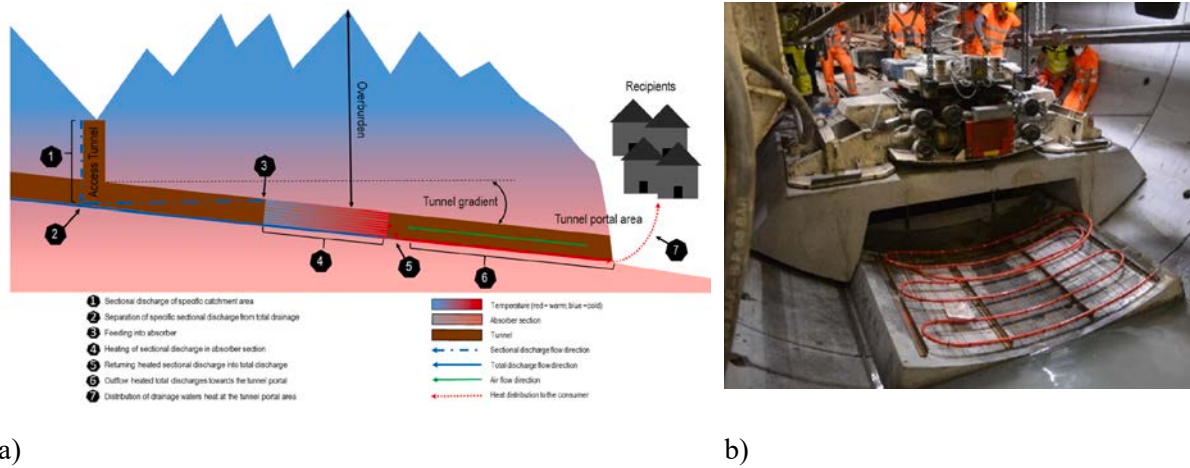 Recipients
Overburden
1
Access Tunnel
3
Tunnel gradient
Tunnel portal area
2
4
5
6
7
1 Sectional discharge of specific catchment area
2 Separation of specific sectional discharge from total drainage
3 Feeding into absorber
4 Heating of sectional discharge in absorber section
5 Returning heated sectional discharge into total discharge
6 Outflow heated total discharges towards the tunnel portal
7 Distribution of drainage waters heat at the tunnel portal area
Temperature (red = warm; blue = cold)
Absorber section
Tunnel
Sectional discharge flow direction
Total discharge flow direction
Air flow direction
Heat distribution to the consumer
a)
b)